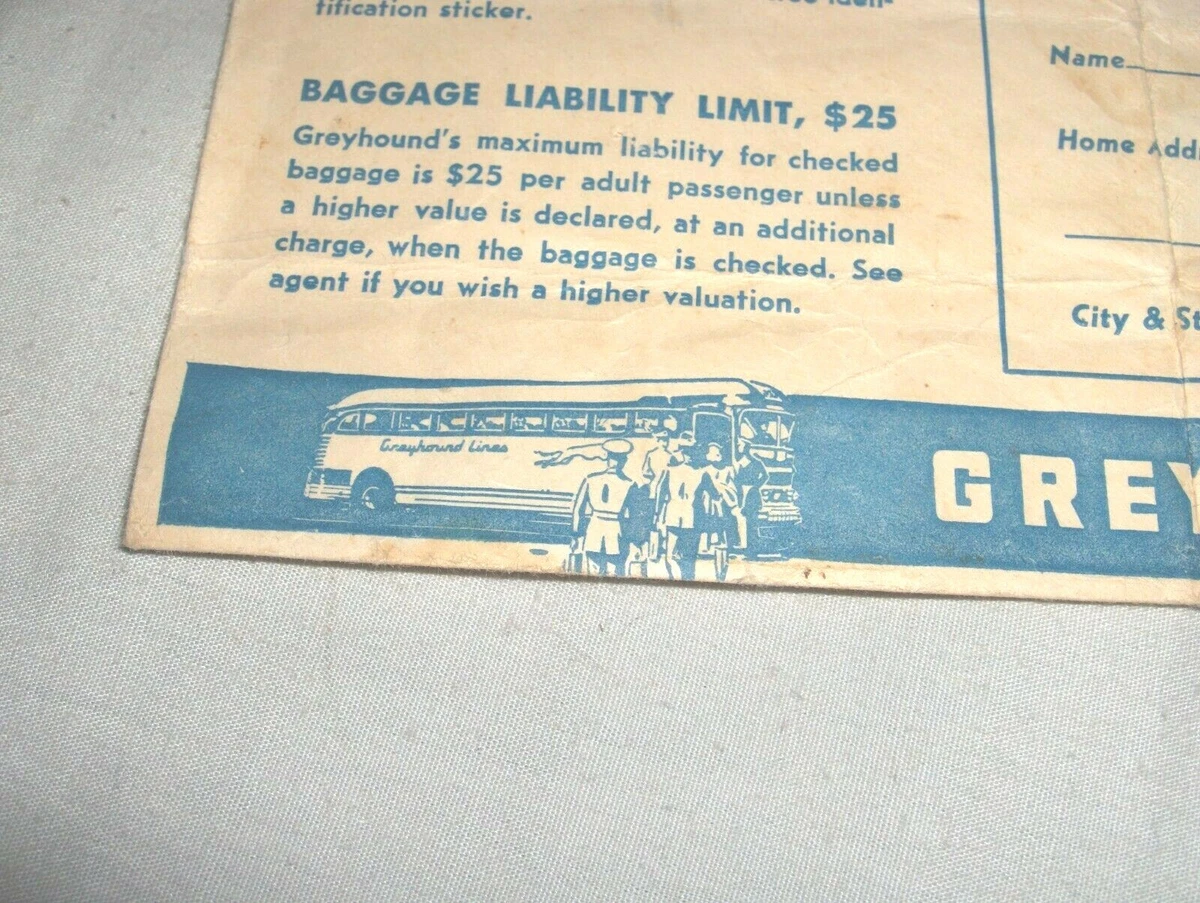 tification sticker.
BAGGAGE LIABILITY LIMIT, $25
Greyhound's maximum liability for checked
baggage is $25 per adult passenger unless
a higher value is declared, at an additional
charge, when the baggage is checked. See
agent if you wish a higher valuation.
Name
Home Addr
City & St
Greyhound Lines
GREY